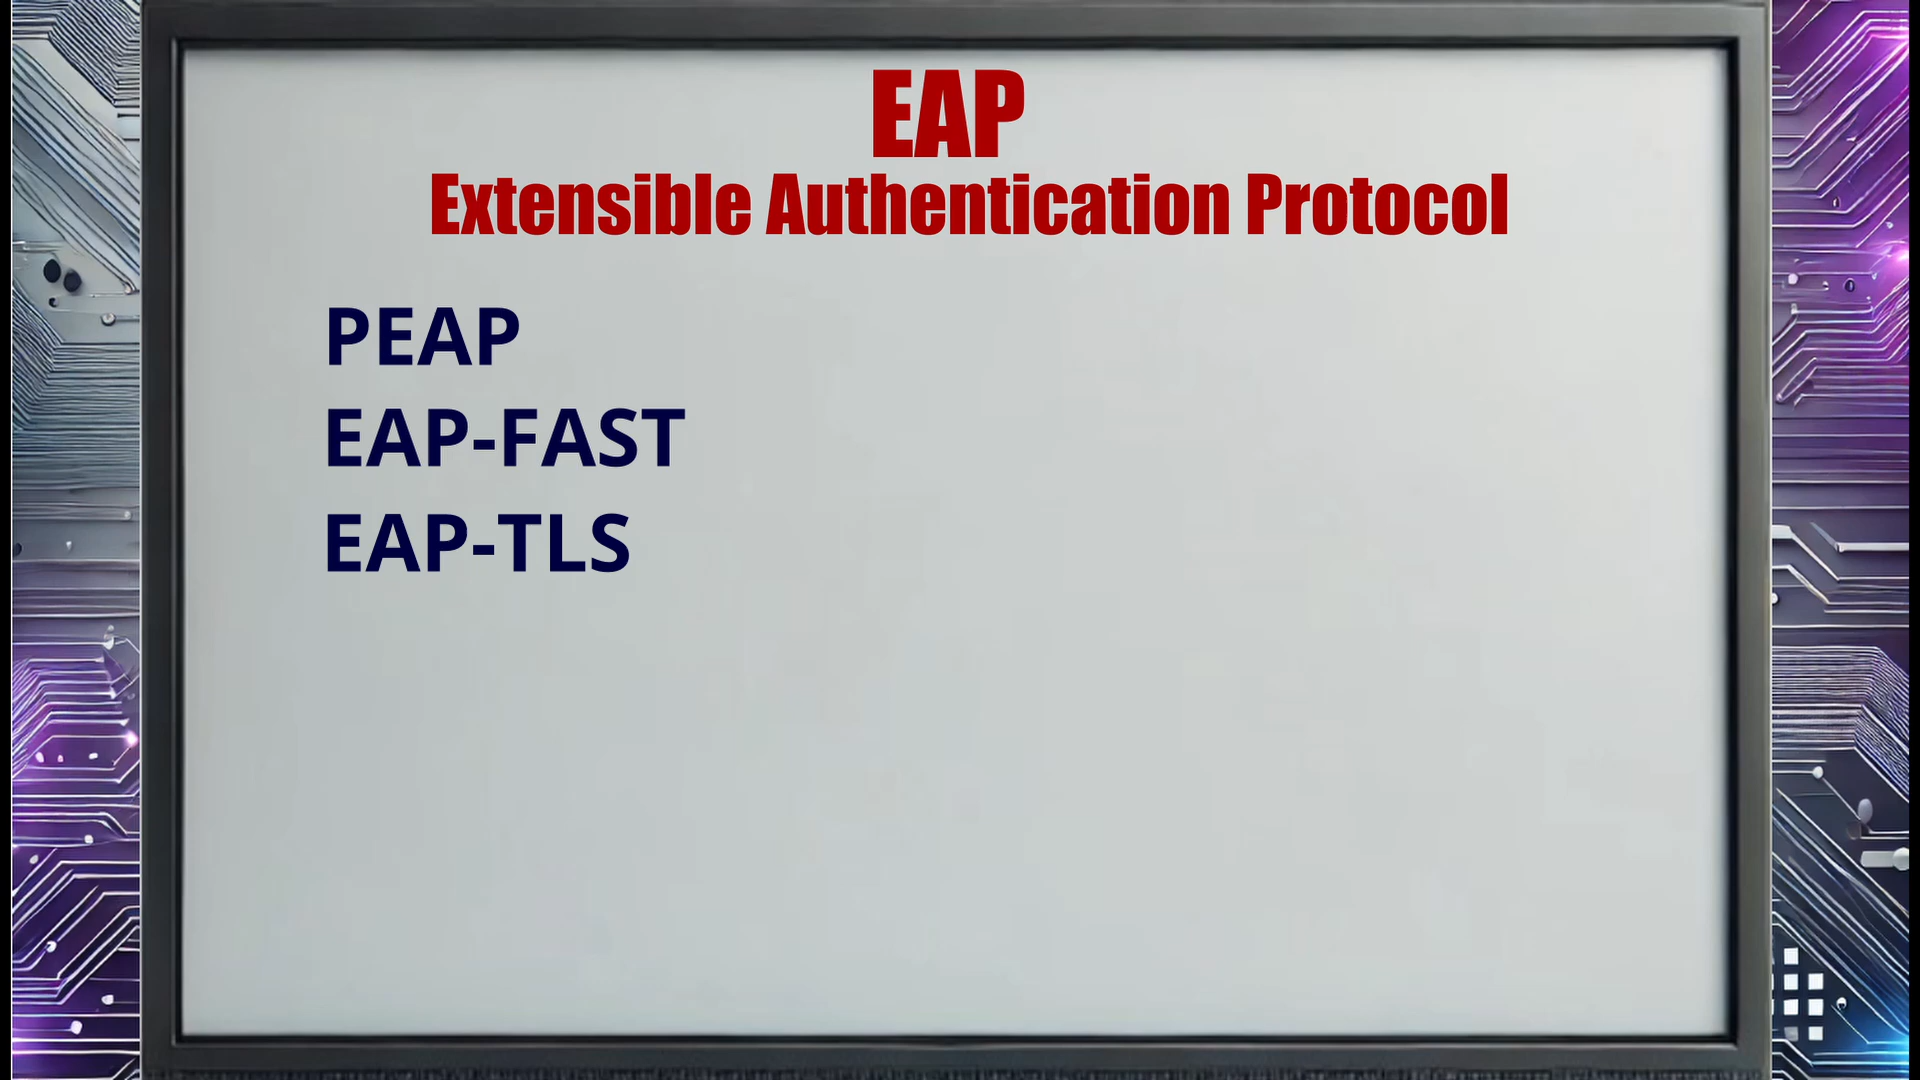 EAP
Extensible Authentication Protocol
PEAP
EAP-FAST
EAP-TLS